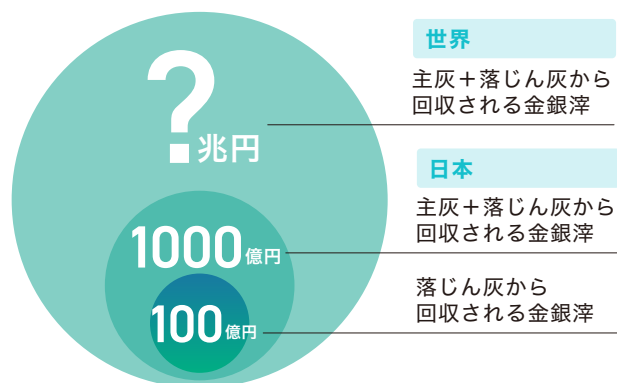 世界
主灰＋落じん灰から
回収される金銀滓
?兆円
日本
主灰＋落じん灰から
回収される金銀滓
1000億円
落じん灰から
回収される金銀滓
100億円